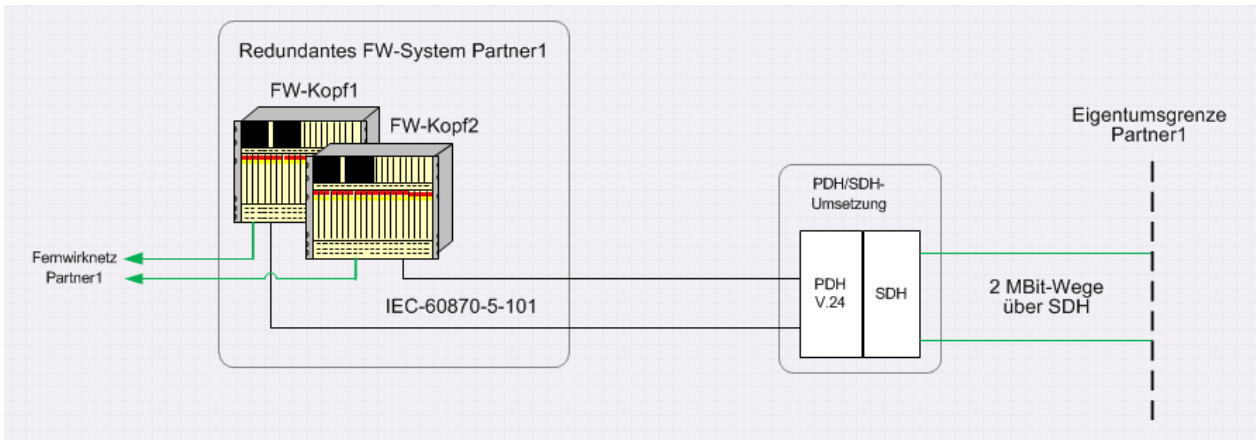 Redundantes FW-System Partner1
FW-Kopf1
FW-Kopf2
Fernwirknetz
Partner1
IEC-60870-5-101
PDH/SDH-
Umsetzung
PDH
V.24
SDH
2 MBit-Wege
über SDH
Eigentumsgrenze
Partner1